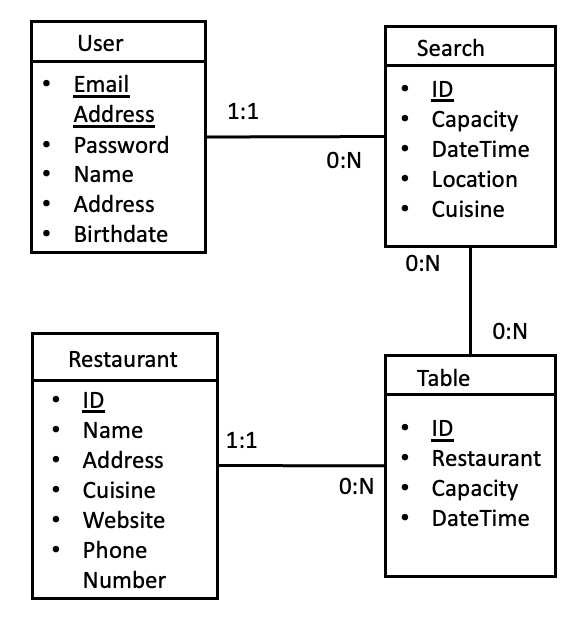 User
• Email
Address
• Password
• Name
• Address
• Birthdate
1:1
0:N
Search
• ID
• Capacity
• DateTime
• Location
• Cuisine
0:N
0:N
Restaurant
• ID
• Name
• Address
• Cuisine
• Website
• Phone
Number
1:1
0:N
Table
• ID
• Restaurant
• Capacity
• DateTime